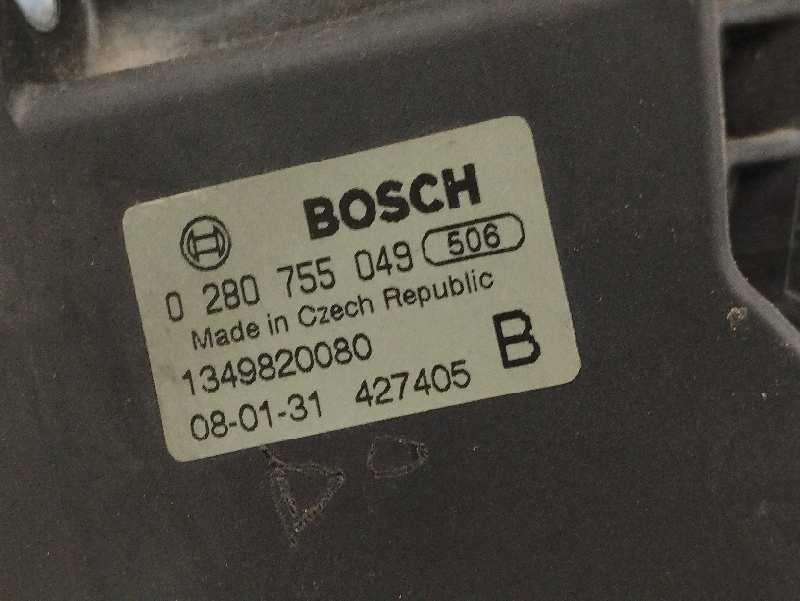 BOSCH
0 280 755 049 506
Made in Czech Republic
1349820080
08-01-31 427405 B